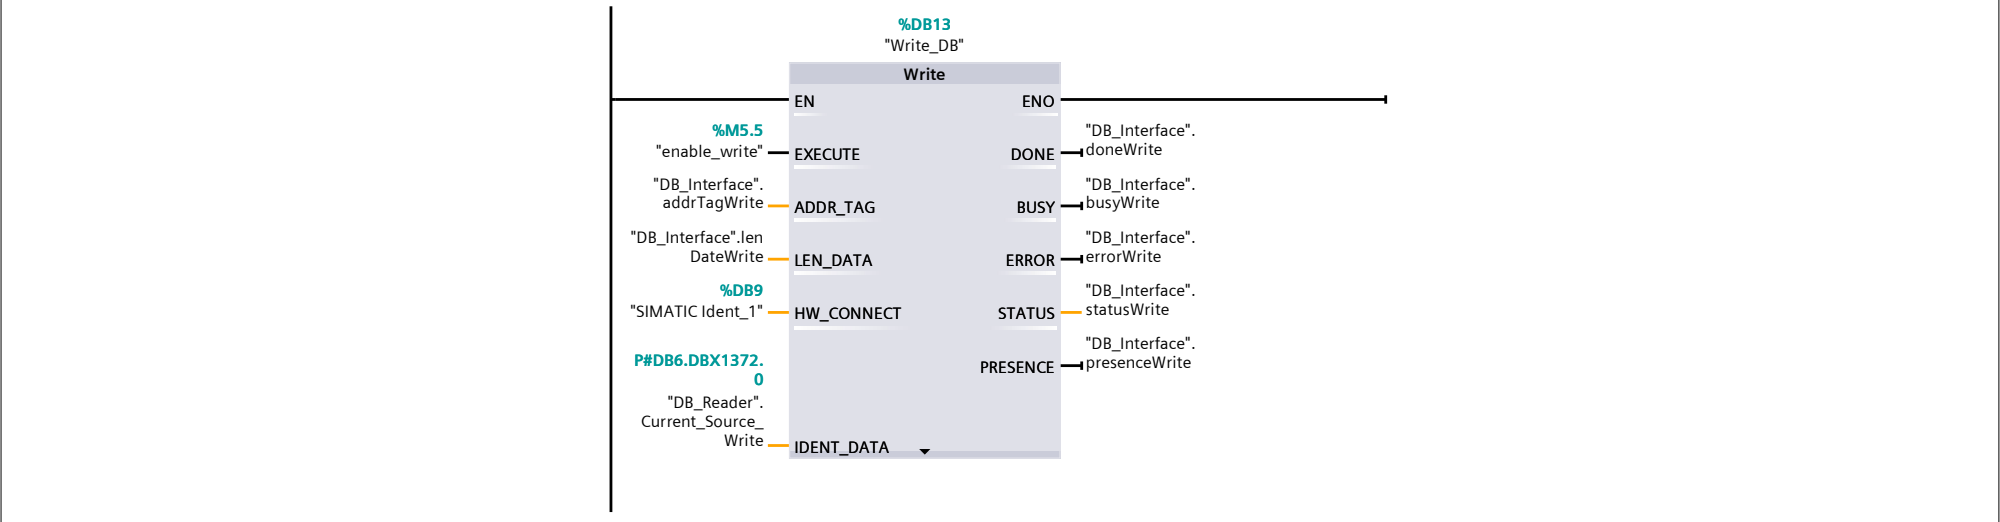 %DB13
"Write_DB"
Write
EN
ENO
%M5.5
"enable_write"
EXECUTE
DONE
"DB_Interface".
doneWrite
"DB_Interface".
addrTagWrite
ADDR_TAG
BUSY
"DB_Interface".
busyWrite
"DB_Interface".len
DateWrite
LEN_DATA
ERROR
"DB_Interface".
errorWrite
%DB9
"SIMATIC Ident_1"
HW_CONNECT
STATUS
"DB_Interface".
statusWrite
PRESENCE
"DB_Interface".
presenceWrite
P#DB6.DBX1372.
0
"DB_Reader".
Current_Source_
Write
IDENT_DATA